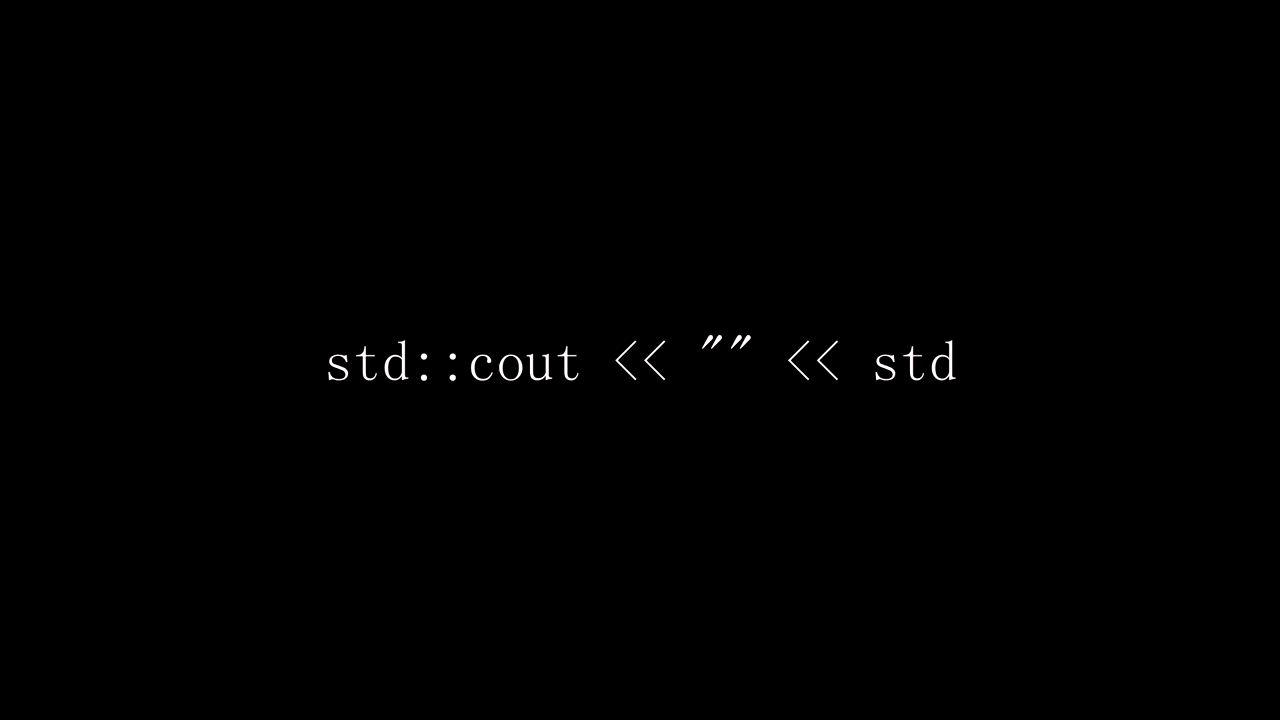 std::cout << "" << std